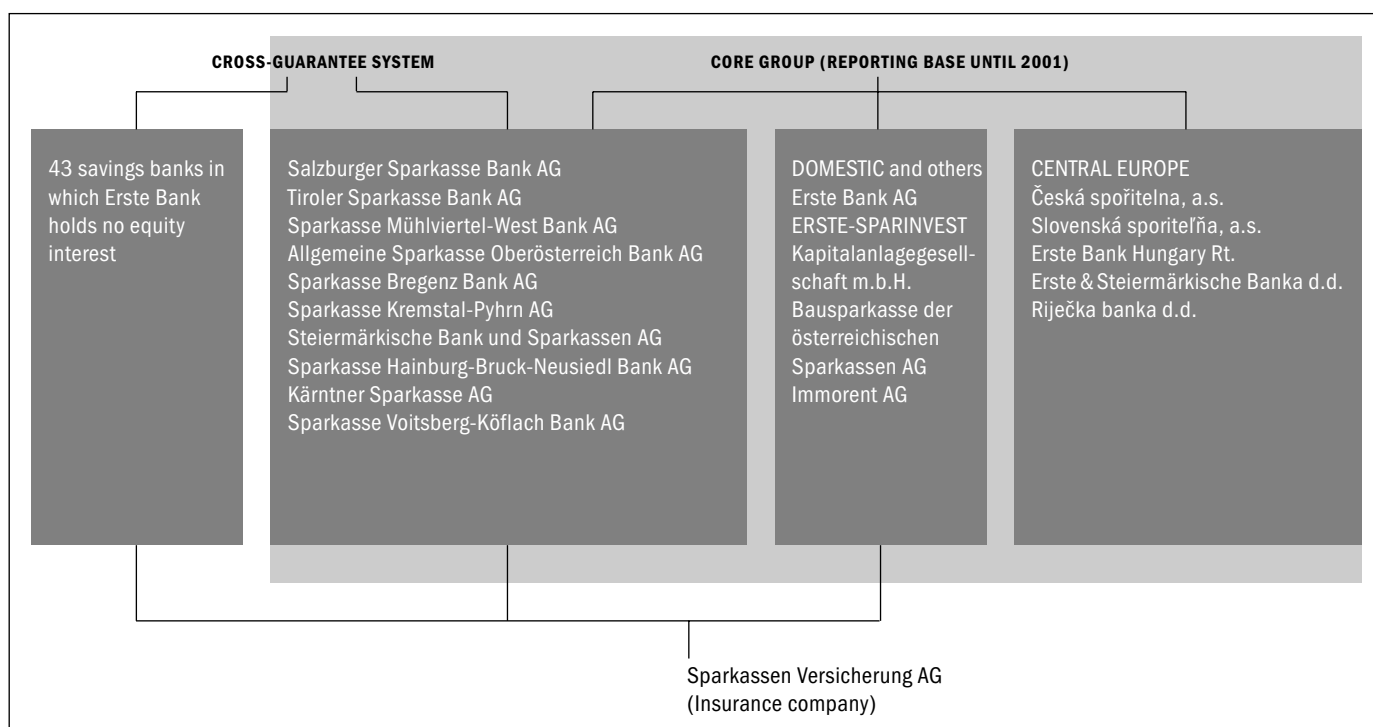 CROSS-GUARANTEE SYSTEM
CORE GROUP (REPORTING BASE UNTIL 2001)
43 savings banks in
which Erste Bank
holds no equity
interest
Salzburger Sparkasse Bank AG
Tiroler Sparkasse Bank AG
Sparkasse Mühlviertel-West Bank AG
Allgemeine Sparkasse Oberösterreich Bank AG
Sparkasse Bregenz Bank AG
Sparkasse Kremstal-Pyhrn AG
Steiermärkische Bank und Sparkassen AG
Sparkasse Hainburg-Bruck-Neusiedl Bank AG
Kärntner Sparkasse AG
Sparkasse Voitsberg-Köflach Bank AG
DOMESTIC and others
Erste Bank AG
ERSTE-SPARINVEST
Kapitalanlagegesell-
schaft m.b.H.
Bausparkasse der
österreichischen
Sparkassen AG
Immorent AG
CENTRAL EUROPE
Česká spořitelna, a.s.
Slovenská sporiteľňa, a.s.
Erste Bank Hungary Rt.
Erste & Steiermärkische Banka d.d.
Riječka banka d.d.
Sparkassen Versicherung AG
(Insurance company)